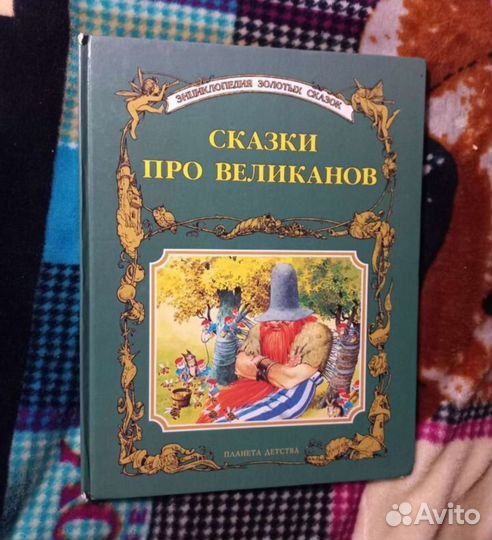 ЭНЦИКЛОПЕДИЯ ЗОЛОТЫХ СКАЗОК
СКАЗКИ
ПРО ВЕЛИКАНОВ
ПЛАНЕТА ДЕТСТВА
Avito